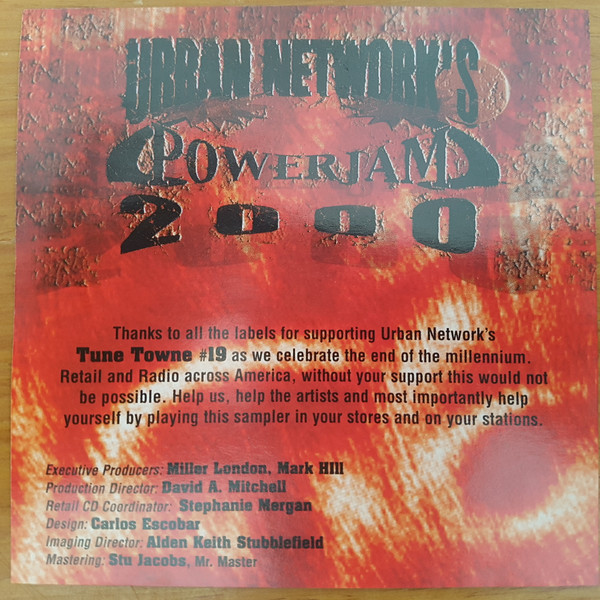 URBAN NETWORK'S
POWERJAM
2000
Thanks to all the labels for supporting Urban Network's
Tune Towne #19 as we celebrate the end of the millennium.
Retail and Radio across America, without your support this would not
be possible. Help us, help the artists and most importantly help
yourself by playing this sampler in your stores and on your stations.
Executive Producers: Miller London, Mark HIll
Production Director: David A. Mitchell
Retail CD Coordinator: Stephanie Mergan
Design: Carlos Escobar
Imaging Director: Alden Keith Stubblefield
Mastering: Stu Jacobs, Mr. Master